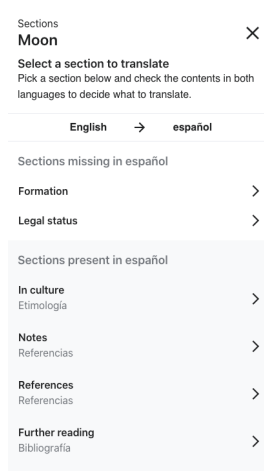 Sections
Moon
Select a section to translate
Pick a section below and check the contents in both
languages to decide what to translate.
English → español
Sections missing in español
Formation
Legal status
Sections present in español
In culture
Etimología
Notes
Referencias
References
Referencias
Further reading
Bibliografía